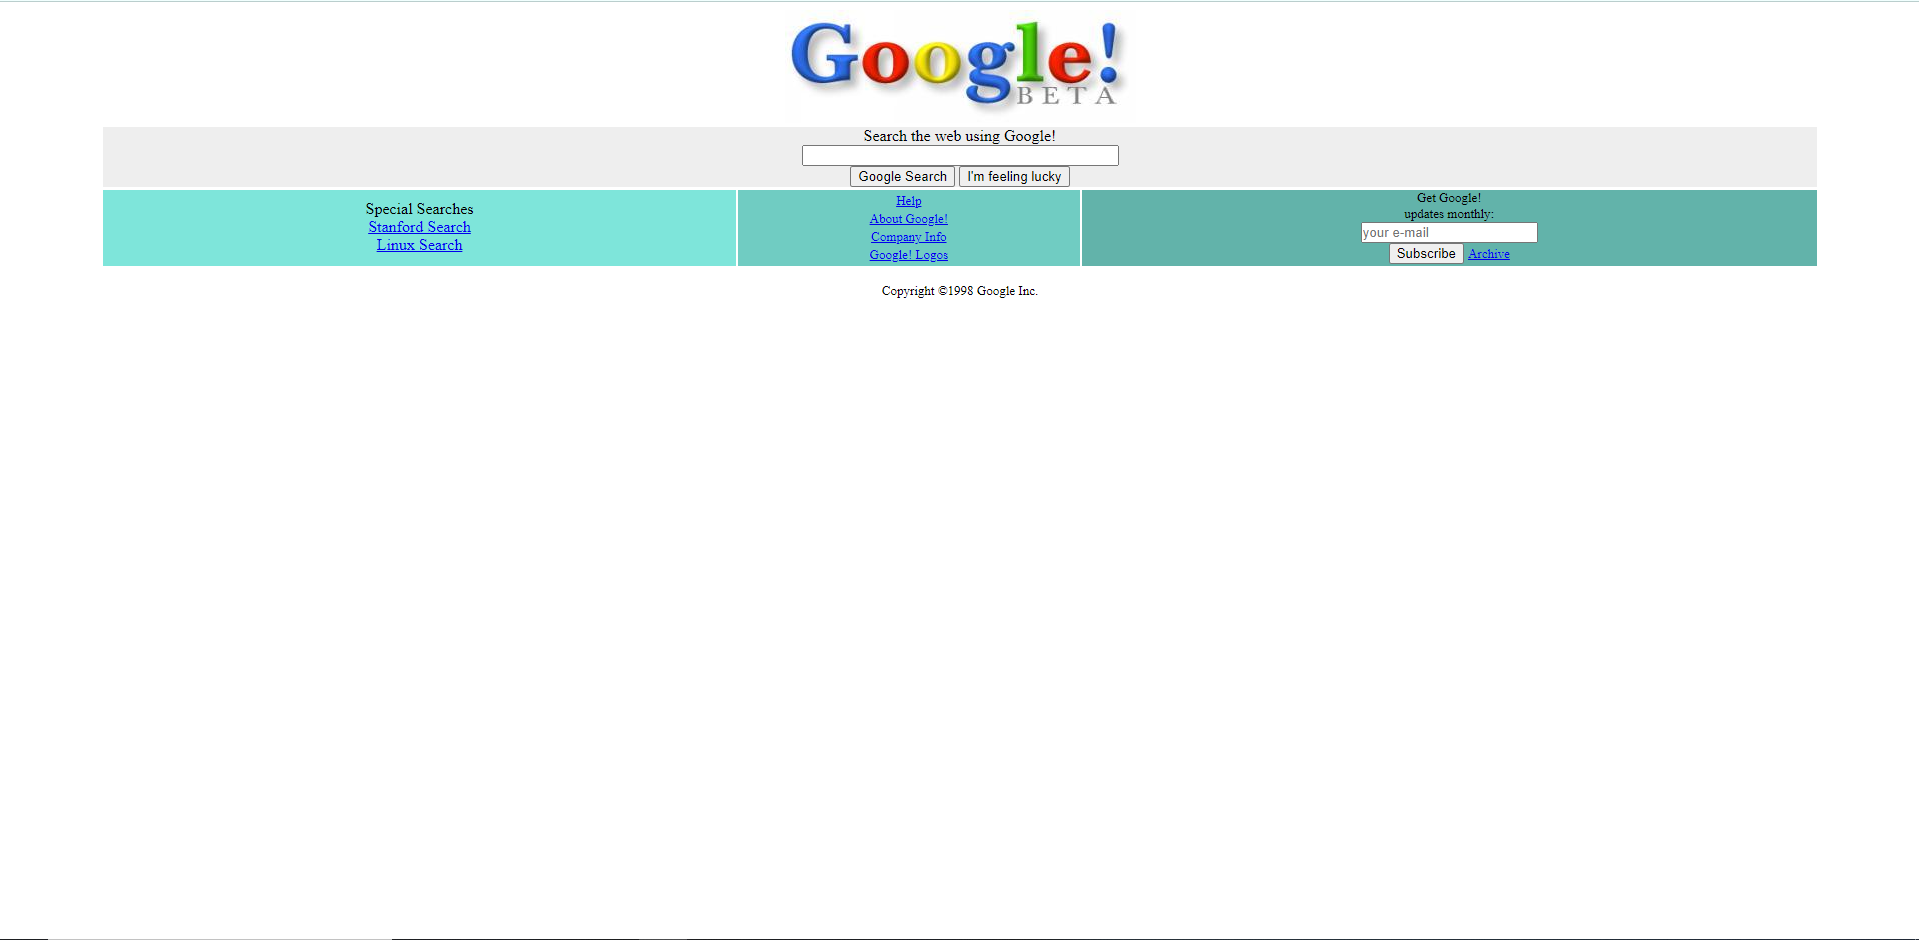 Google!
BETA
Search the web using Google!
Google Search I'm feeling lucky
Special Searches
Stanford Search
Linux Search
Help
About Google!
Company Info
Google! Logos
Get Google!
updates monthly:
your e-mail
Subscribe Archive
Copyright ©1998 Google Inc.